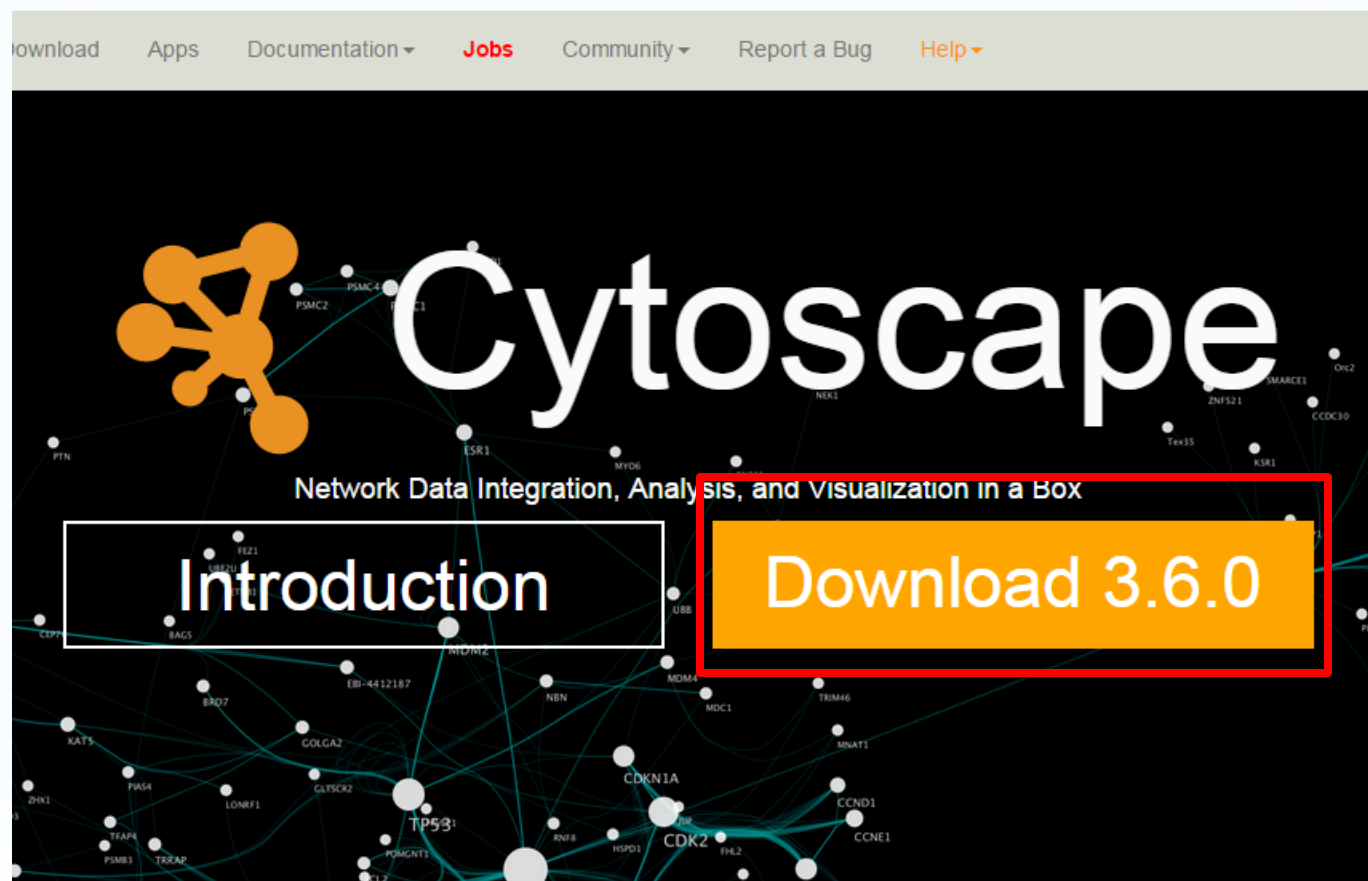 Download Apps Documentation Jobs Community Report a Bug Help
Cytoscape
PSMC4
PSMC2
NEK1
SMARCE1
Orc2
ZNF521
CCDC30
Tex35
PTN
ESR1
MYO6
KSR1
Network Data Integration, Analysis, and Visualization in a Box
Introduction
Download 3.6.0
FEZ1
UBB
BAG5
MDM2
EBI-4412187
MDM4
NBN
TRIM46
BRD7
MDC1
KAT5
GOLGA2
MNAT1
CDKN1A
PIAS4
GLTSCR2
ZHX1
LONRF1
CCND1
TP53
TFAP4
RNF8
HSPD1
CDK2
CCNE1
FHL2
PSMB3
TRRAP
POMGNT1